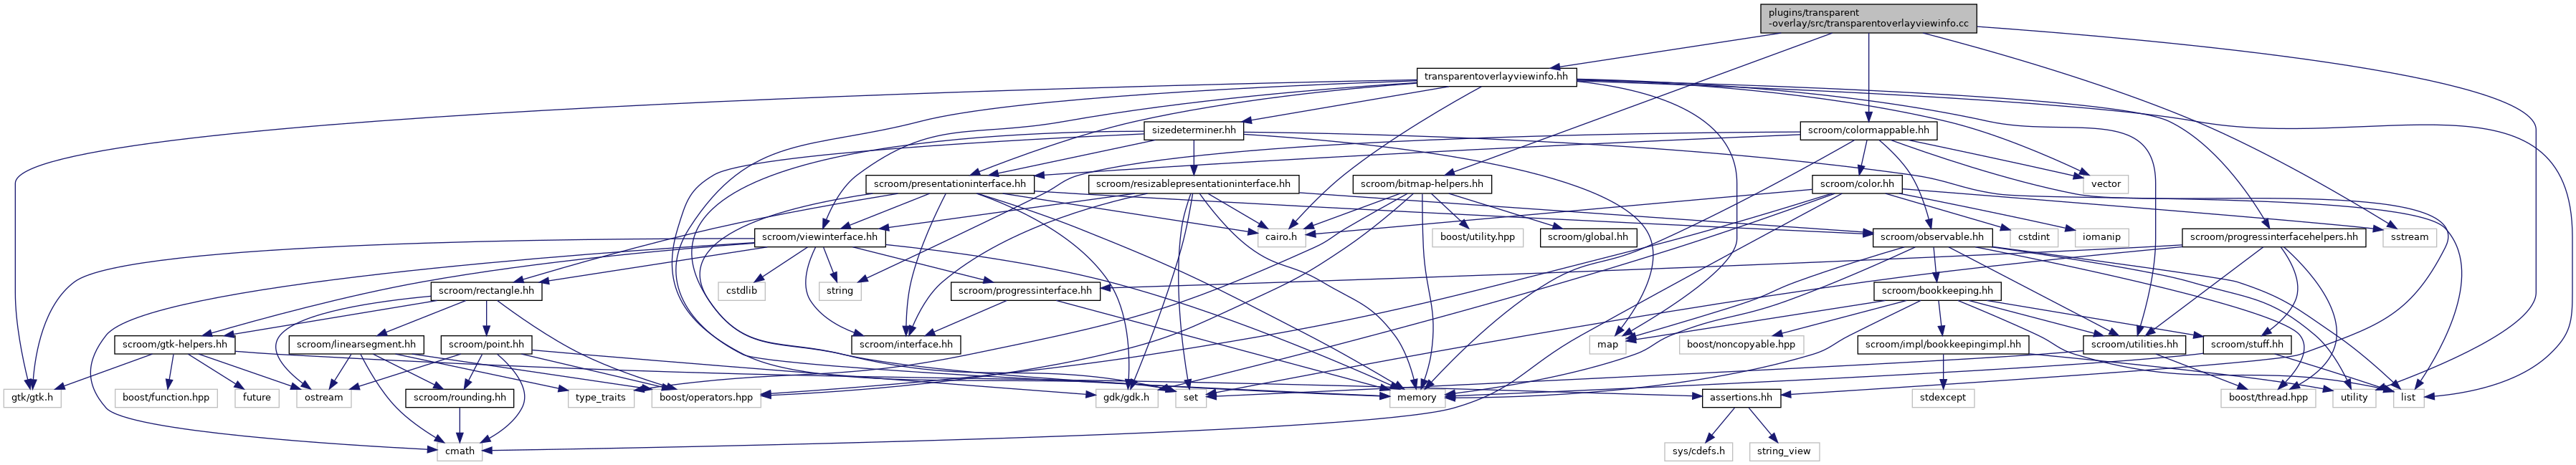 plugins/transparent
-overlay/src/transparentoverlayviewinfo.cc
transparentoverlayviewinfo.hh
sizedeterminer.hh
scroom/colormappable.hh
scroom/presentationinterface.hh
scroom/resizablepresentationinterface.hh
scroom/bitmap-helpers.hh
scroom/color.hh
vector
scroom/viewinterface.hh
cairo.h
boost/utility.hpp
scroom/global.hh
scroom/observable.hh
cstdint
iomanip
scroom/progressinterfacehelpers.hh
sstream
scroom/rectangle.hh
cstdlib
string
scroom/progressinterface.hh
scroom/bookkeeping.hh
scroom/gtk-helpers.hh
scroom/linearsegment.hh
scroom/point.hh
scroom/interface.hh
map
boost/noncopyable.hpp
scroom/impl/bookkeepingimpl.hh
scroom/utilities.hh
scroom/stuff.hh
gtk/gtk.h
boost/function.hpp
future
ostream
scroom/rounding.hh
type_traits
boost/operators.hpp
gdk/gdk.h
set
memory
assertions.hh
stdexcept
boost/thread.hpp
utility
list
cmath
sys/cdefs.h
string_view